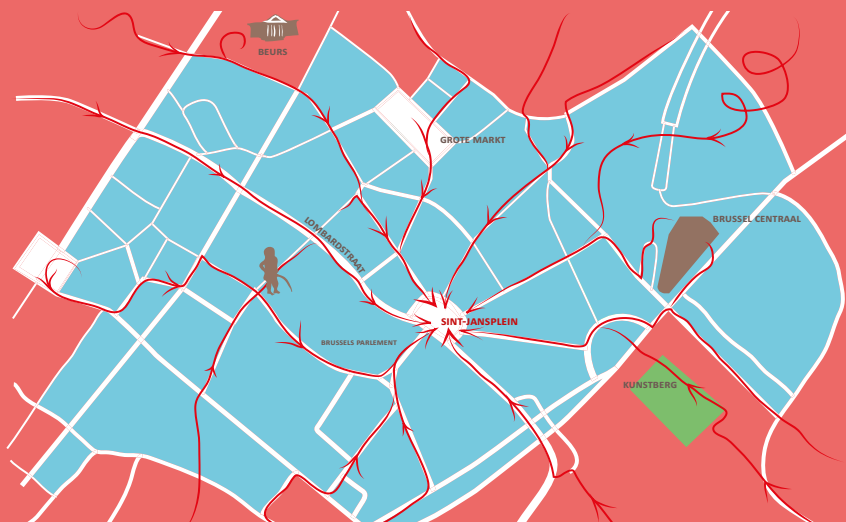 BEURS
GROTE MARKT
BRUSSEL CENTRAAL
LOMBARDSTRAAT
SINT-JANSPLEIN
BRUSSELS PARLEMENT
KUNSTBERG